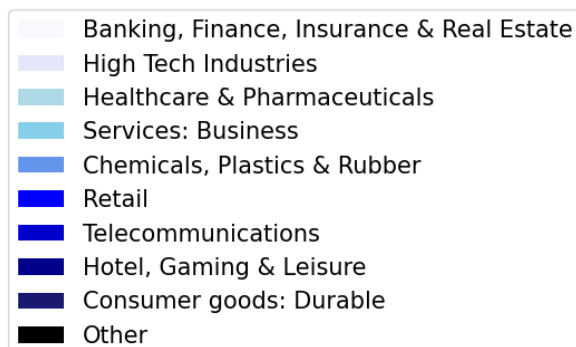 Banking, Finance, Insurance & Real Estate
High Tech Industries
Healthcare & Pharmaceuticals
Services: Business
Chemicals, Plastics & Rubber
Retail
Telecommunications
Hotel, Gaming & Leisure
Consumer goods: Durable
Other